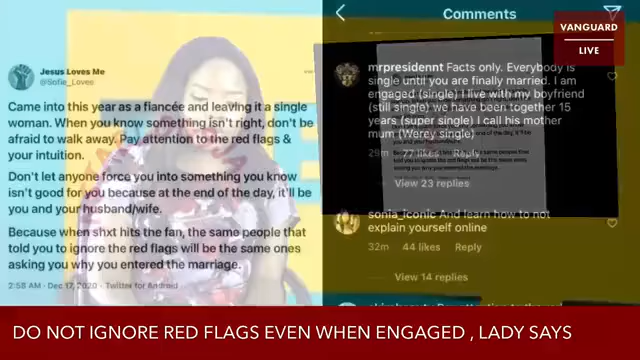 Comments
VANGUARD
LIVE
Jesus Loves Me
@Sofie_Lovee
Came into this year as a fiancée and leaving it a single
woman. When you know something isn't right, don't be
afraid to walk away. Pay attention to the red flags &
your intuition.
Don't let anyone force you into something you know
isn't good for you because at the end of the day, it'll be
you and your husband/wife.
Because when shxt hits the fan, the same people that
told you to ignore the red flags will be the same ones
asking you why you entered the marriage.
2:58 AM · Dec 17, 2020 · Twitter for Android
mrpresidennt Facts only. Everybody is
single until you are finally married. I am
engaged (single) I live with my boyfriend
(still single) we have been together 15
years (super single) I call his mother
mum (Werey single)
Reply
View 23 replies
sonia_iconic And learn how to not
explain yourself online
32m 44 likes Reply
View 14 replies
DO NOT IGNORE RED FLAGS EVEN WHEN ENGAGED , LADY SAYS